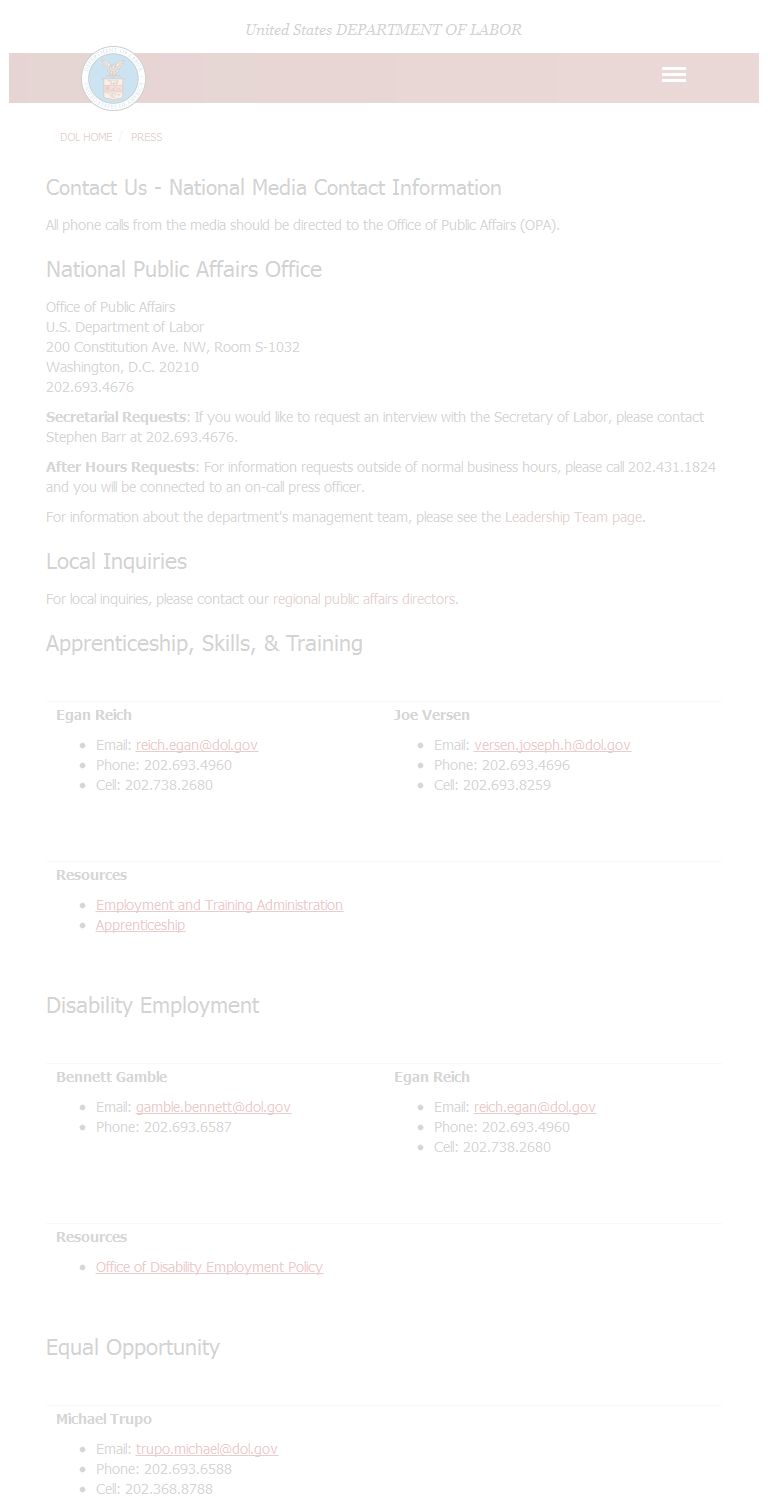 United States DEPARTMENT OF LABOR
DOL HOME / PRESS
Contact Us - National Media Contact Information
All phone calls from the media should be directed to the Office of Public Affairs (OPA).
National Public Affairs Office
Office of Public Affairs
U.S. Department of Labor
200 Constitution Ave. NW, Room S-1032
Washington, D.C. 20210
202.693.4676
Secretarial Requests: If you would like to request an interview with the Secretary of Labor, please contact
Stephen Barr at 202.693.4676.
After Hours Requests: For information requests outside of normal business hours, please call 202.431.1824
and you will be connected to an on-call press officer.
For information about the department's management team, please see the Leadership Team page.
Local Inquiries
For local inquiries, please contact our regional public affairs directors.
Apprenticeship, Skills, & Training
Egan Reich
Email: reich.egan@dol.gov
Phone: 202.693.4960
Cell: 202.738.2680
Joe Versen
Email: versen.joseph.h@dol.gov
Phone: 202.693.4696
Cell: 202.693.8259
Resources
Employment and Training Administration
Apprenticeship
Disability Employment
Bennett Gamble
Email: gamble.bennett@dol.gov
Phone: 202.693.6587
Egan Reich
Email: reich.egan@dol.gov
Phone: 202.693.4960
Cell: 202.738.2680
Resources
Office of Disability Employment Policy
Equal Opportunity
Michael Trupo
Email: trupo.michael@dol.gov
Phone: 202.693.6588
Cell: 202.368.8788